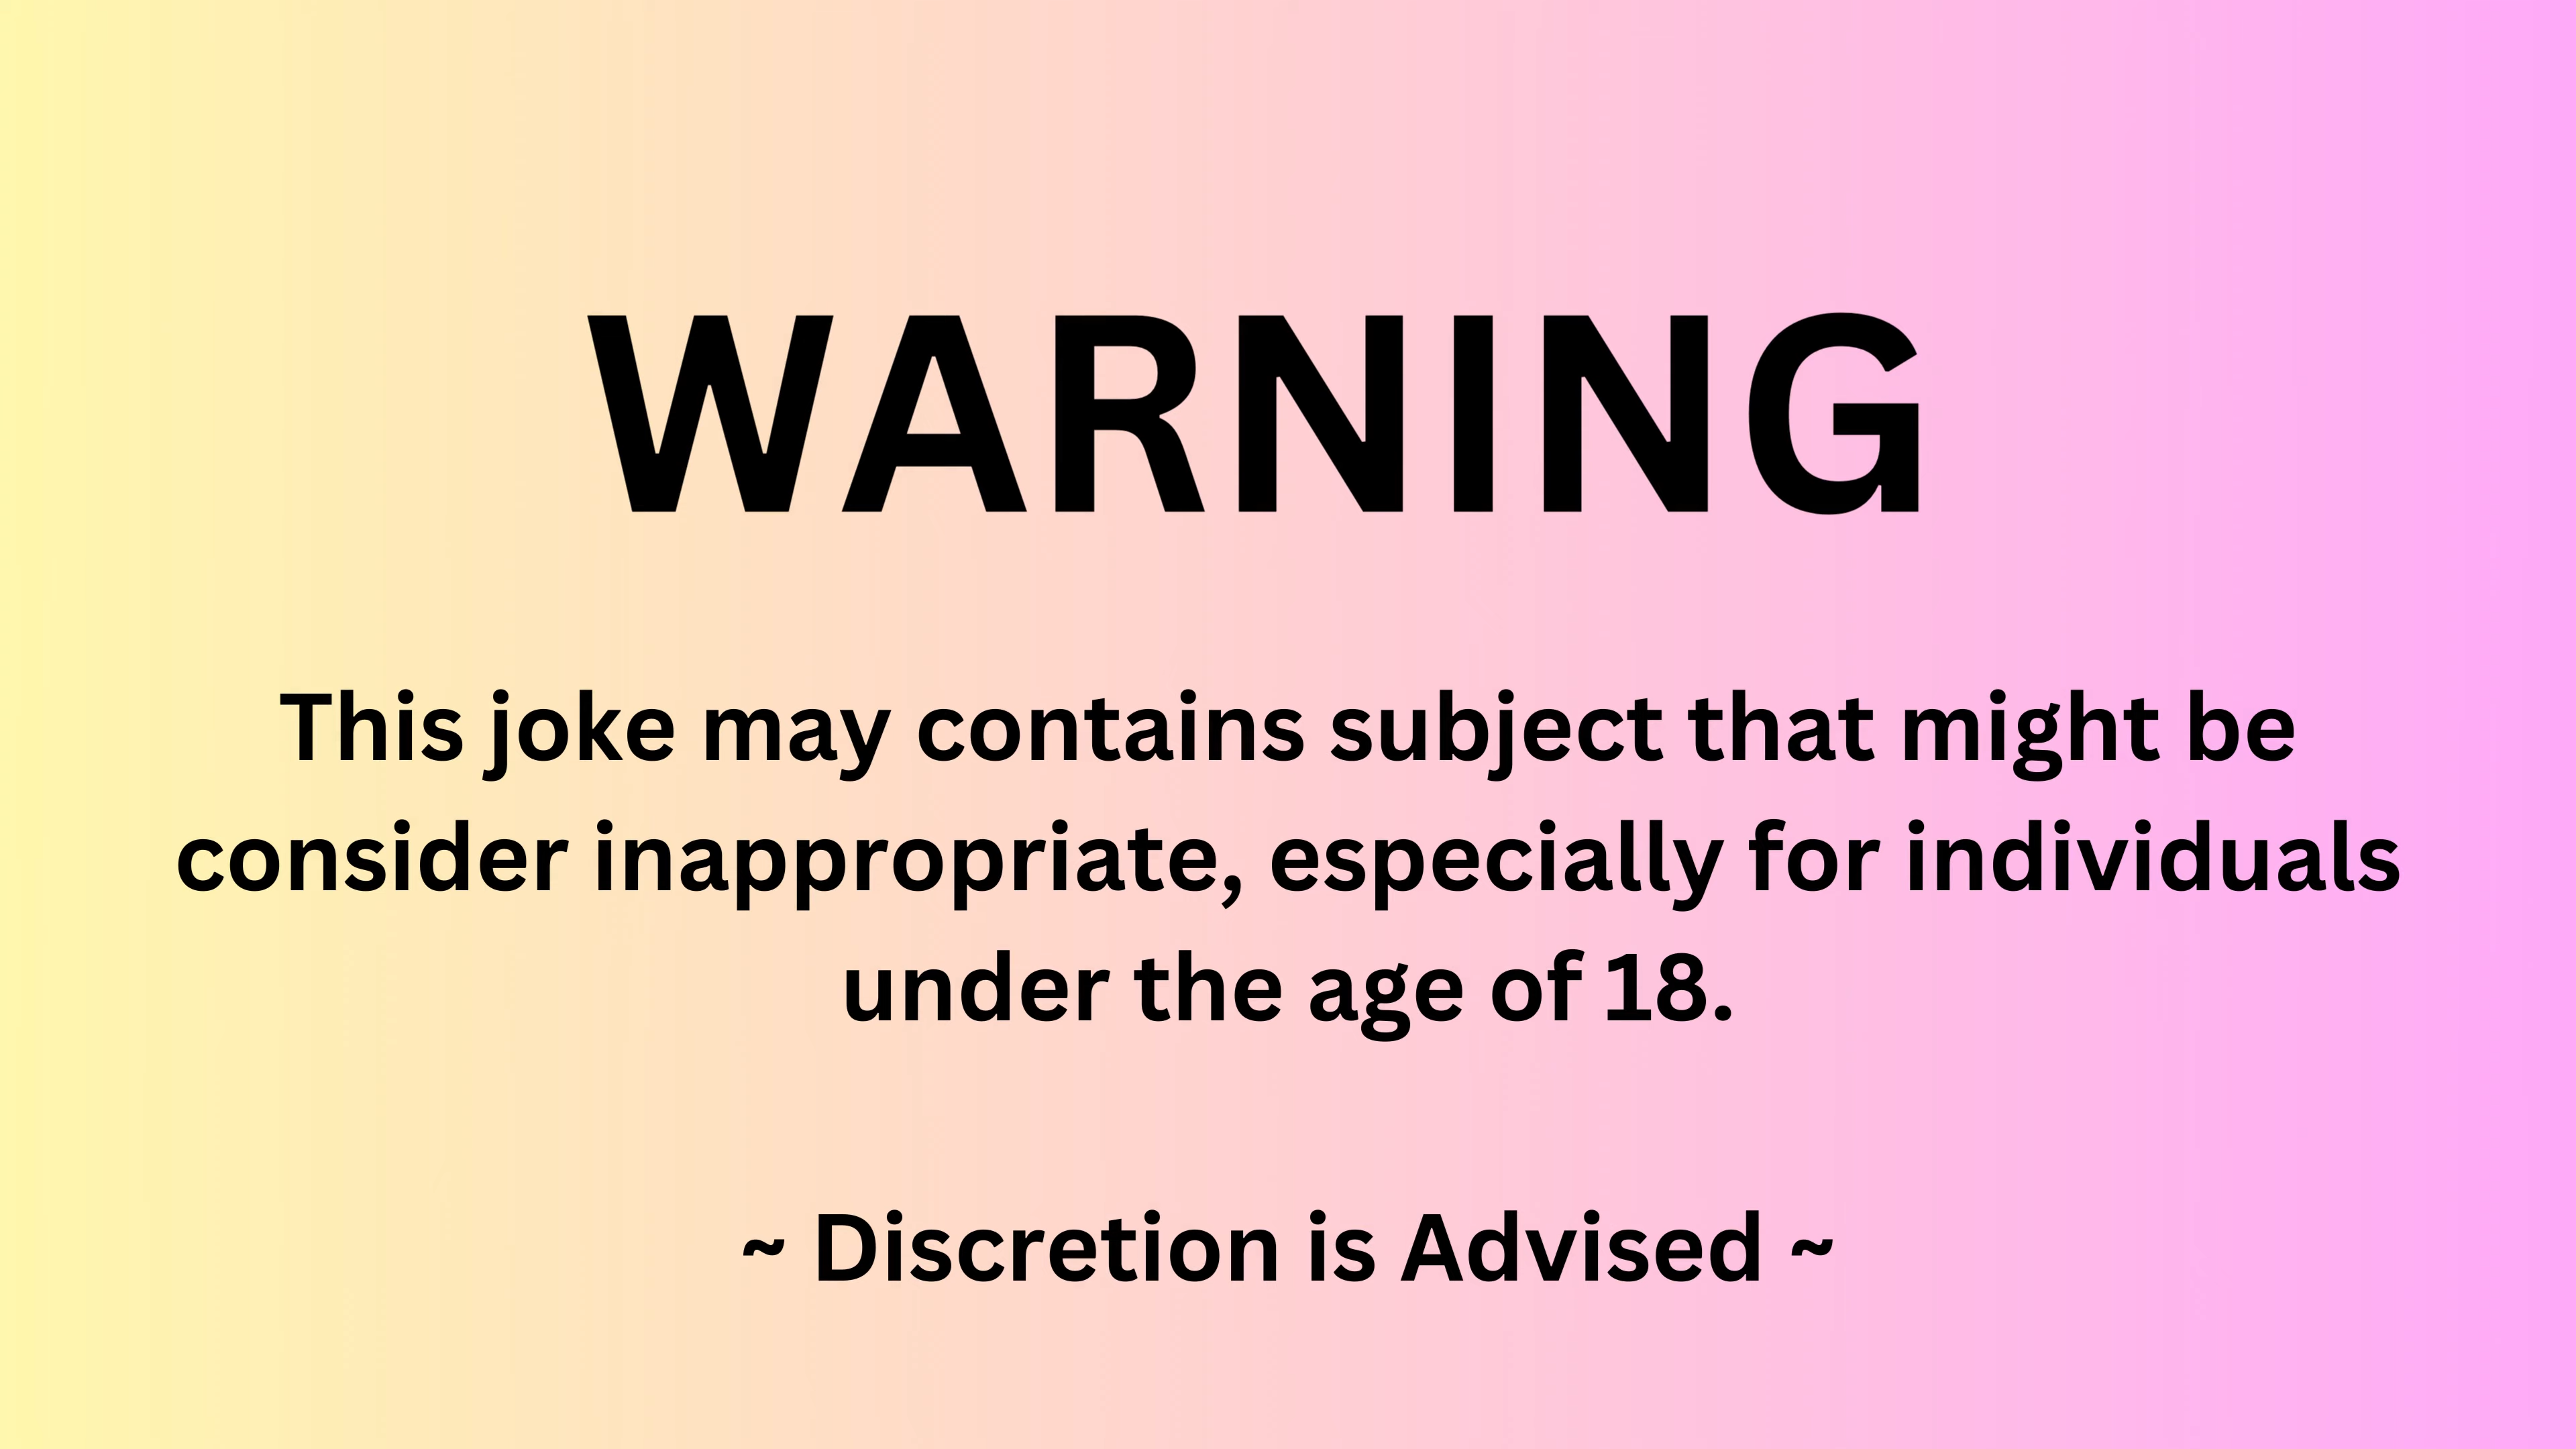 WARNING
This joke may contains subject that might be
consider inappropriate, especially for individuals
under the age of 18.
~ Discretion is Advised ~